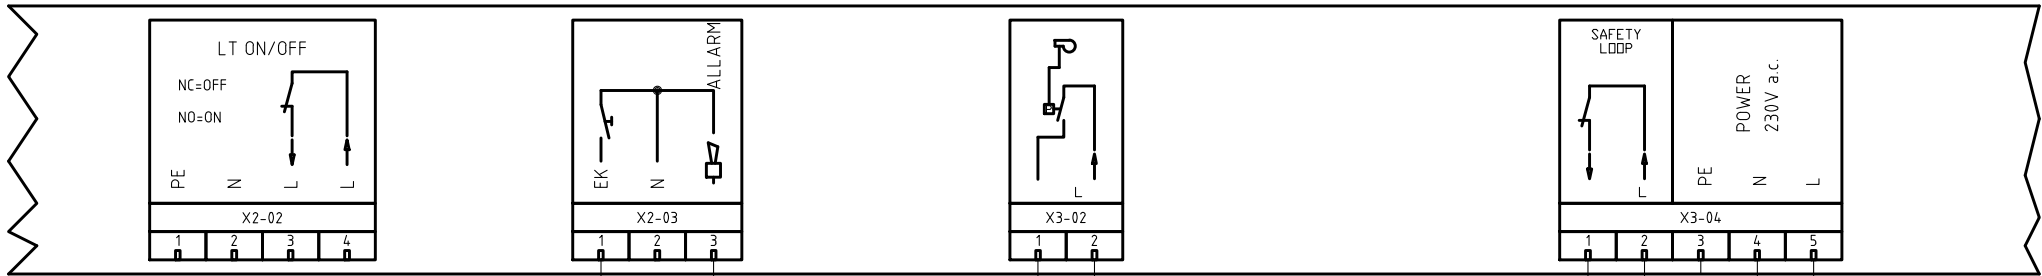 LT ON/OFF
NC=OFF
NO=ON
PE N L L
X2-02
1 2 3 4
ALLARM
EK N
X2-03
1 2 3
L
X3-02
1 2
SAFETY
LOOP
L
POWER
230V a.c.
PE N L
X3-04
1 2 3 4 5